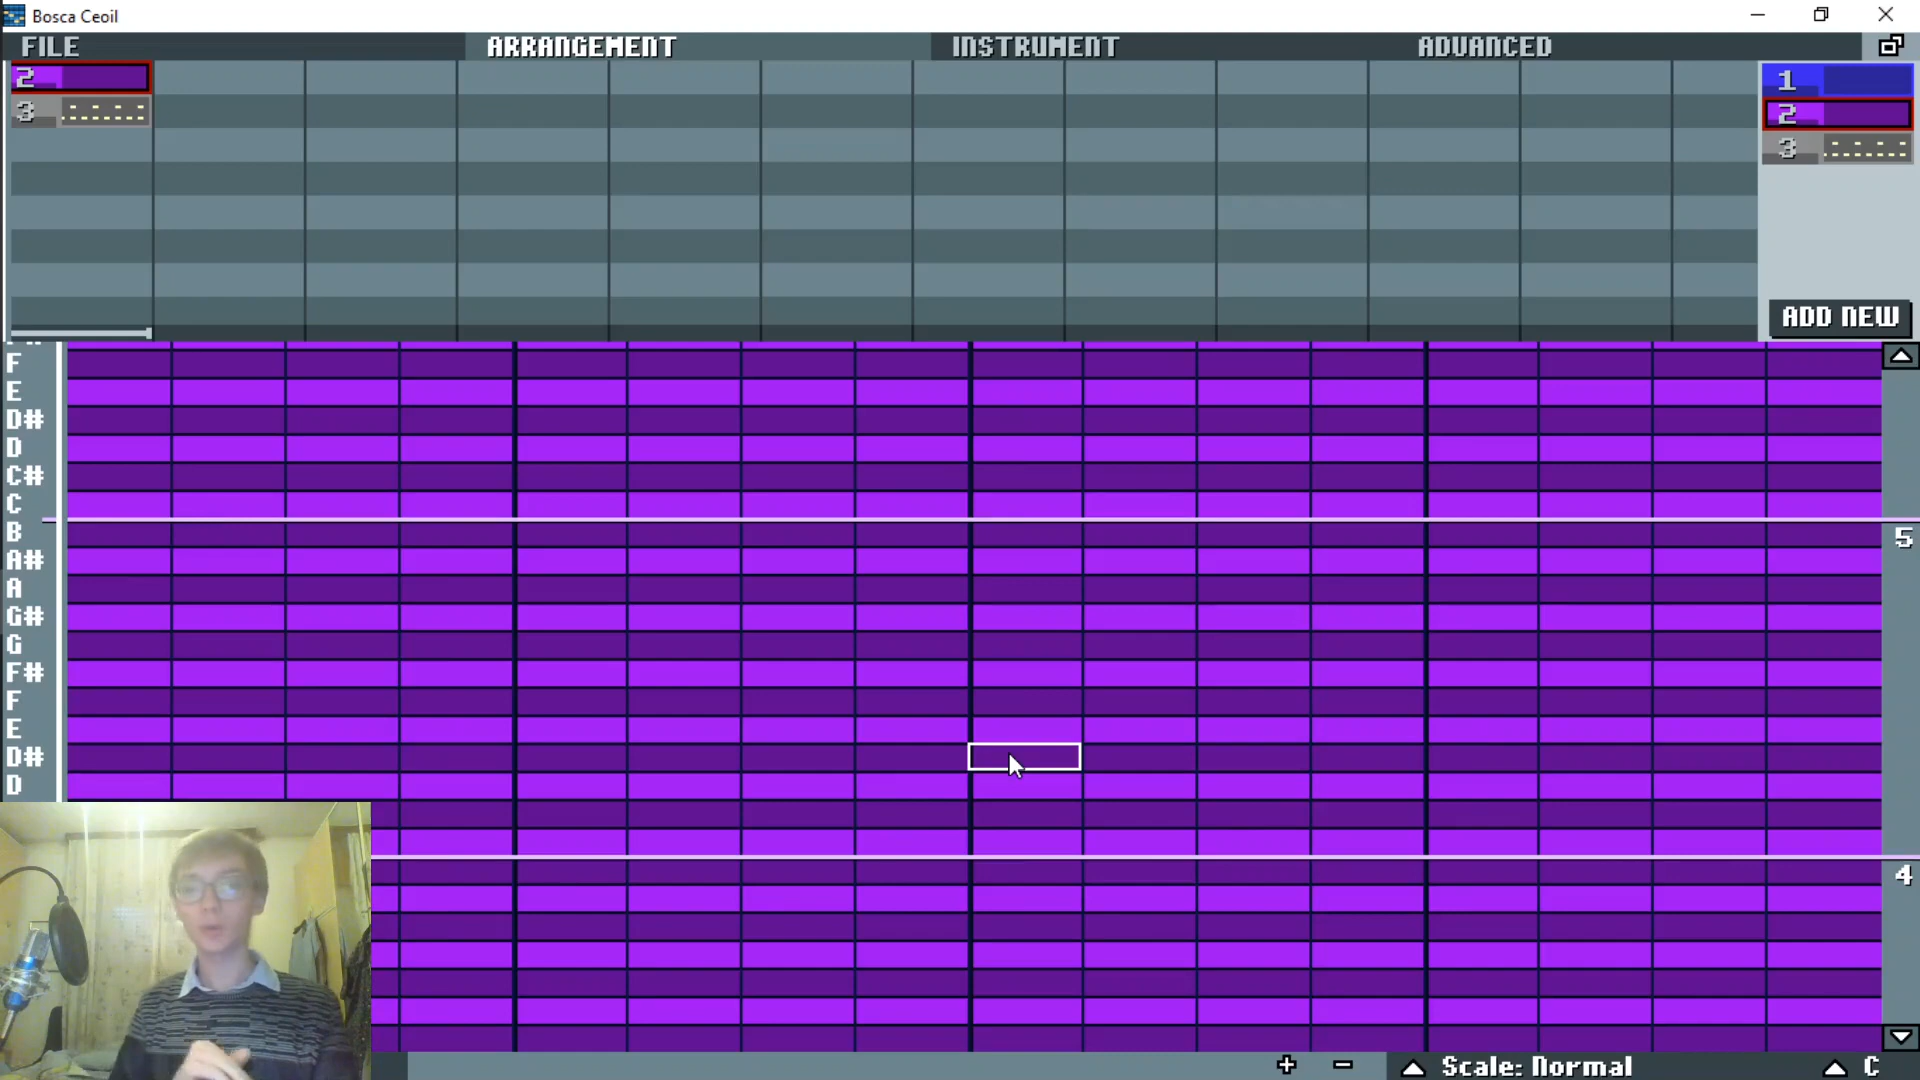 Bosca Ceoil
FILE ARRANGEMENT INSTRUMENT ADVANCED
2
3
1
2
3
ADD NEW
F
E
D#
D
C#
C
B
5
A#
A
G#
G
F#
F
E
D#
D
4
+ - Scale: Normal C